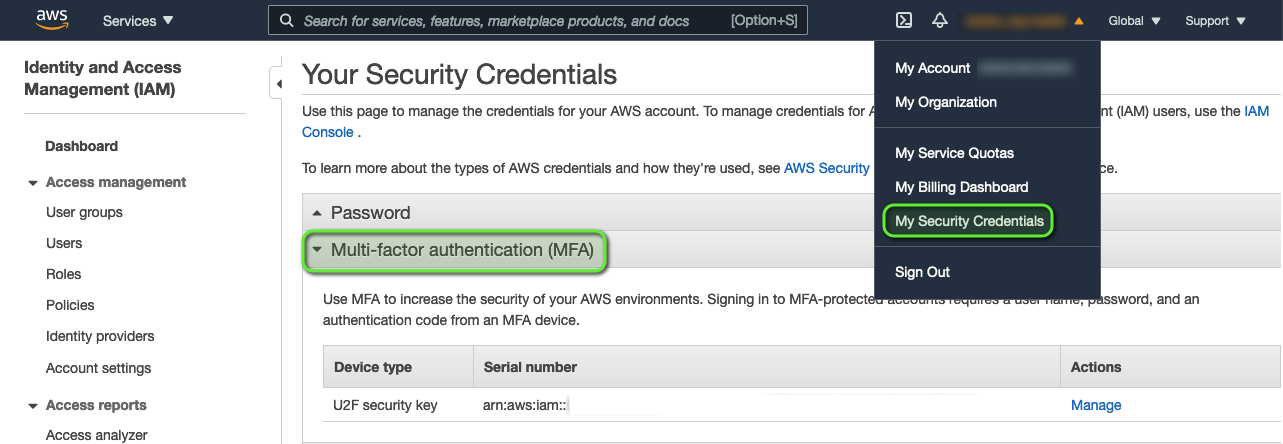 aws
Services
Search for services, features, marketplace products, and docs [Option+S]
Global
Support
Identity and Access
Management (IAM)
Dashboard
Access management
User groups
Users
Roles
Policies
Identity providers
Account settings
Access reports
Access analyzer
Your Security Credentials
Use this page to manage the credentials for your AWS account. To manage credentials for A nt (IAM) users, use the IAM
Console .
To learn more about the types of AWS credentials and how they're used, see AWS Security ce.
Password
Multi-factor authentication (MFA)
Use MFA to increase the security of your AWS environments. Signing in to MFA-protected accounts requires a user name, password, and an
authentication code from an MFA device.
Device type Serial number Actions
U2F security key arn:aws:iam:: Manage
My Account
My Organization
My Service Quotas
My Billing Dashboard
My Security Credentials
Sign Out